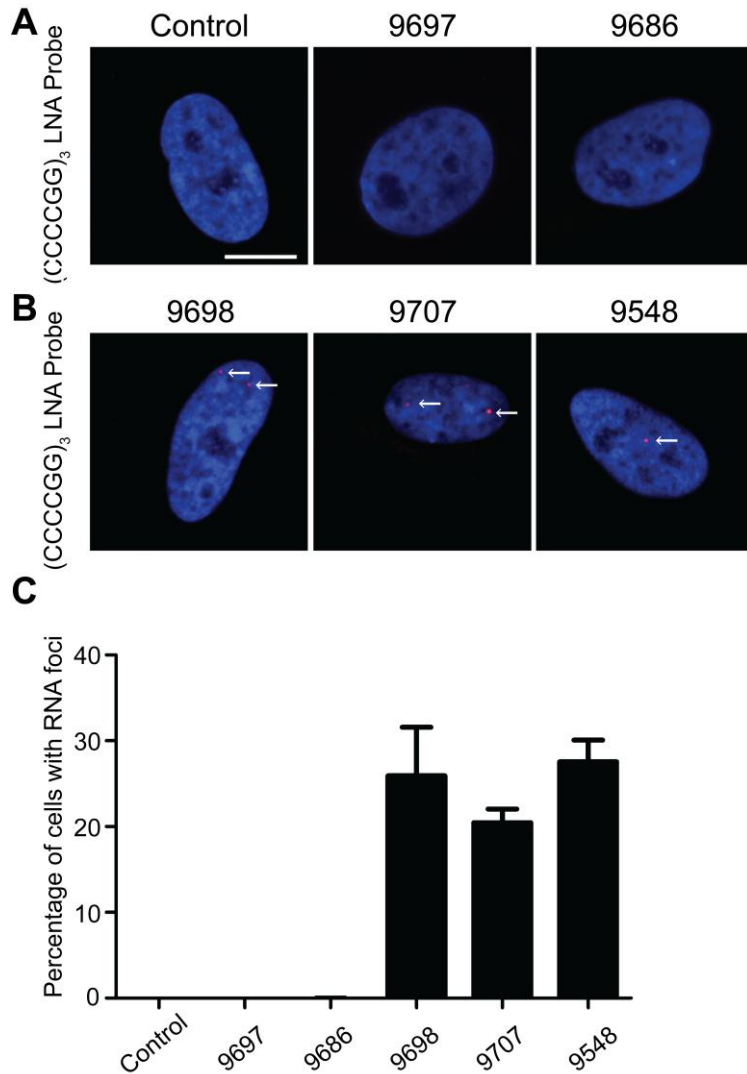 A
Control 9697 9686
(CCCCGG)3 LNA Probe
B
9698 9707 9548
(CCCCGG)3 LNA Probe
C
Percentage of cells with RNA foci
40
30
20
10
0
Control 9697 9686 9698 9707 9548